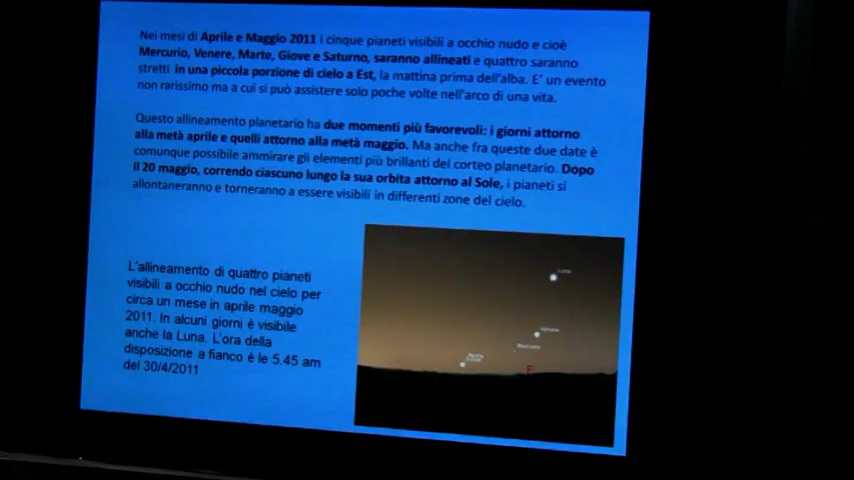 Nei mesi di Aprile e Maggio 2011 i cinque pianeti visibili a occhio nudo e cioè
Mercurio, Venere, Marte, Giove e Saturno, saranno allineati e quattro saranno
stretti in una piccola porzione di cielo a Est, la mattina prima dell'alba. E' un evento
non rarissimo ma a cui si può assistere solo poche volte nell'arco di una vita.
Questo allineamento planetario ha due momenti più favorevoli: i giorni attorno
alla metà aprile e quelli attorno alla metà maggio. Ma anche fra queste due date è
comunque possibile ammirare gli elementi più brillanti del corteo planetario. Dopo
il 20 maggio, correndo ciascuno lungo la sua orbita attorno al Sole, i pianeti si
allontaneranno e torneranno a essere visibili in differenti zone del cielo.
L'allineamento di quattro pianeti
visibili a occhio nudo nel cielo per
circa un mese in aprile maggio
2011. In alcuni giorni è visibile
anche la Luna. L'ora della
disposizione a fianco è le 5.45 am
del 30/4/2011
Luna
Venere
Mercurio
E